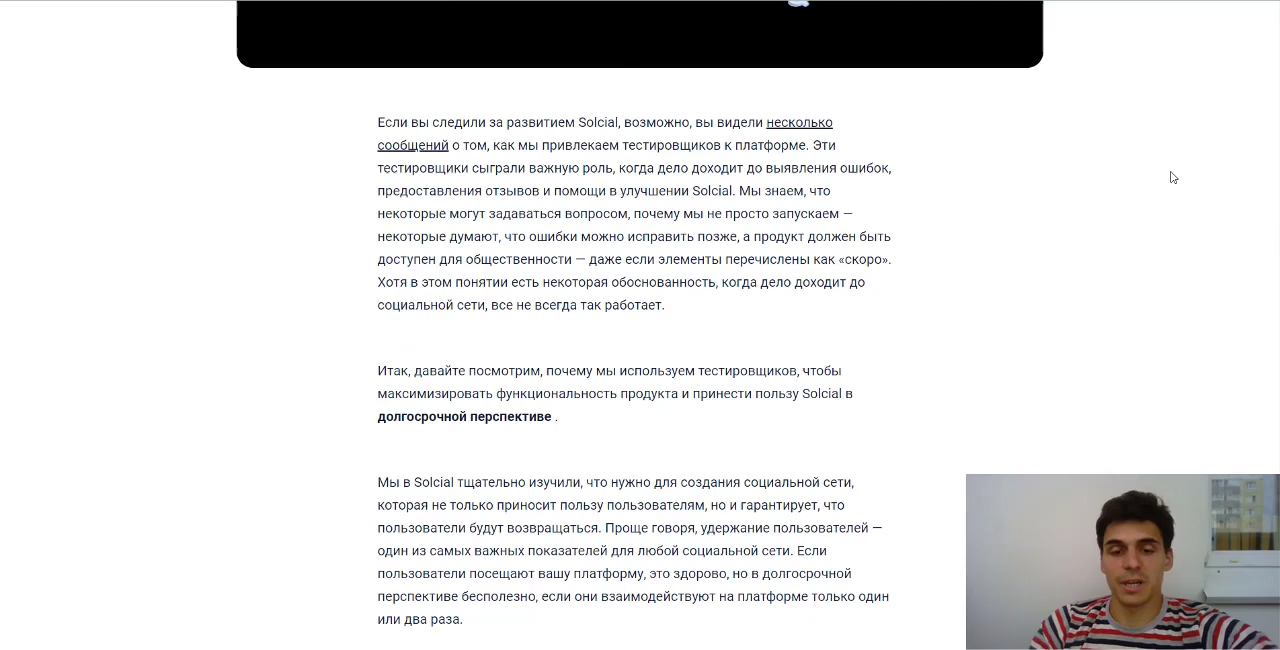 Если вы следили за развитием Solcial, возможно, вы видели несколько
сообщений о том, как мы привлекаем тестировщиков к платформе. Эти
тестировщики сыграли важную роль, когда дело доходит до выявления ошибок,
предоставления отзывов и помощи в улучшении Solcial. Мы знаем, что
некоторые могут задаваться вопросом, почему мы не просто запускаем —
некоторые думают, что ошибки можно исправить позже, а продукт должен быть
доступен для общественности — даже если элементы перечислены как «скоро».
Хотя в этом понятии есть некоторая обоснованность, когда дело доходит до
социальной сети, все не всегда так работает.
Итак, давайте посмотрим, почему мы используем тестировщиков, чтобы
максимизировать функциональность продукта и принести пользу Solcial в
долгосрочной перспективе .
Мы в Solcial тщательно изучили, что нужно для создания социальной сети,
которая не только приносит пользу пользователям, но и гарантирует, что
пользователи будут возвращаться. Проще говоря, удержание пользователей —
один из самых важных показателей для любой социальной сети. Если
пользователи посещают вашу платформу, это здорово, но в долгосрочной
перспективе бесполезно, если они взаимодействуют на платформе только один
или два раза.